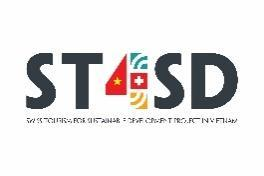 ST4SD
SWISS TOURISM FOR SUSTAINABLE DEVELOPMENT PROJECT IN VIETNAM